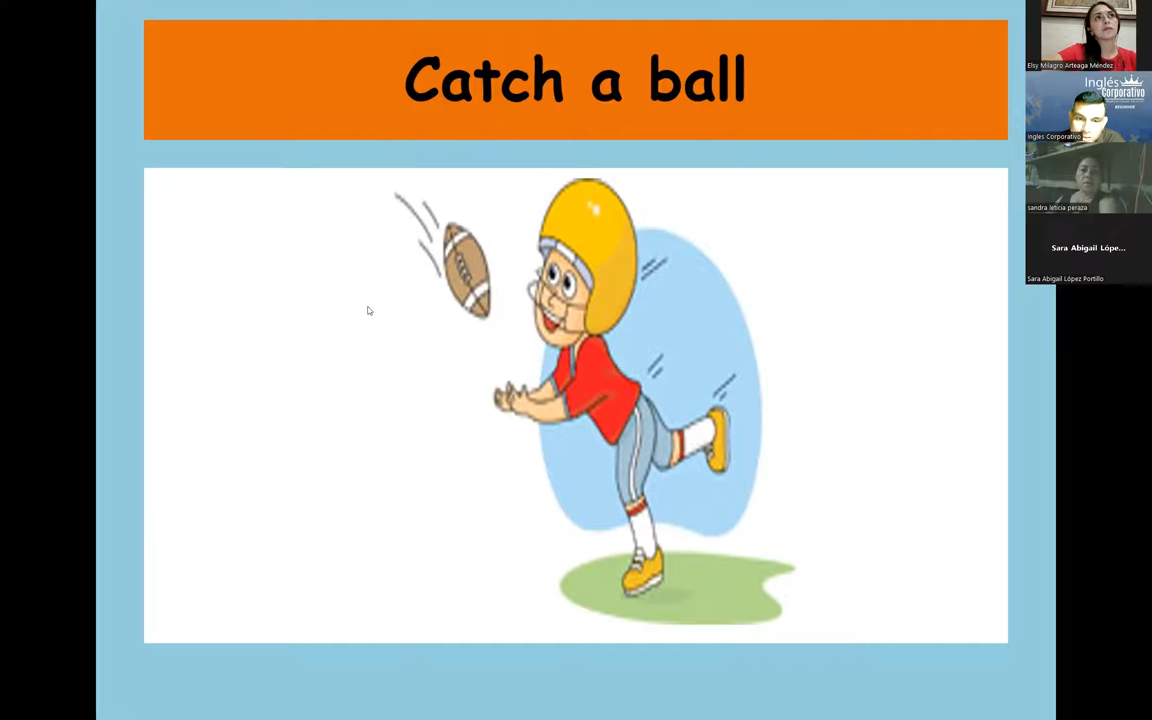 Catch a ball
Elsy Milagro Arteaga Méndez
Inglés
Corporativo
BEGINNER
Ingles Corporativo
sandra leticia peraza
Sara Abigail Lópe...
Sara Abigail López Portillo